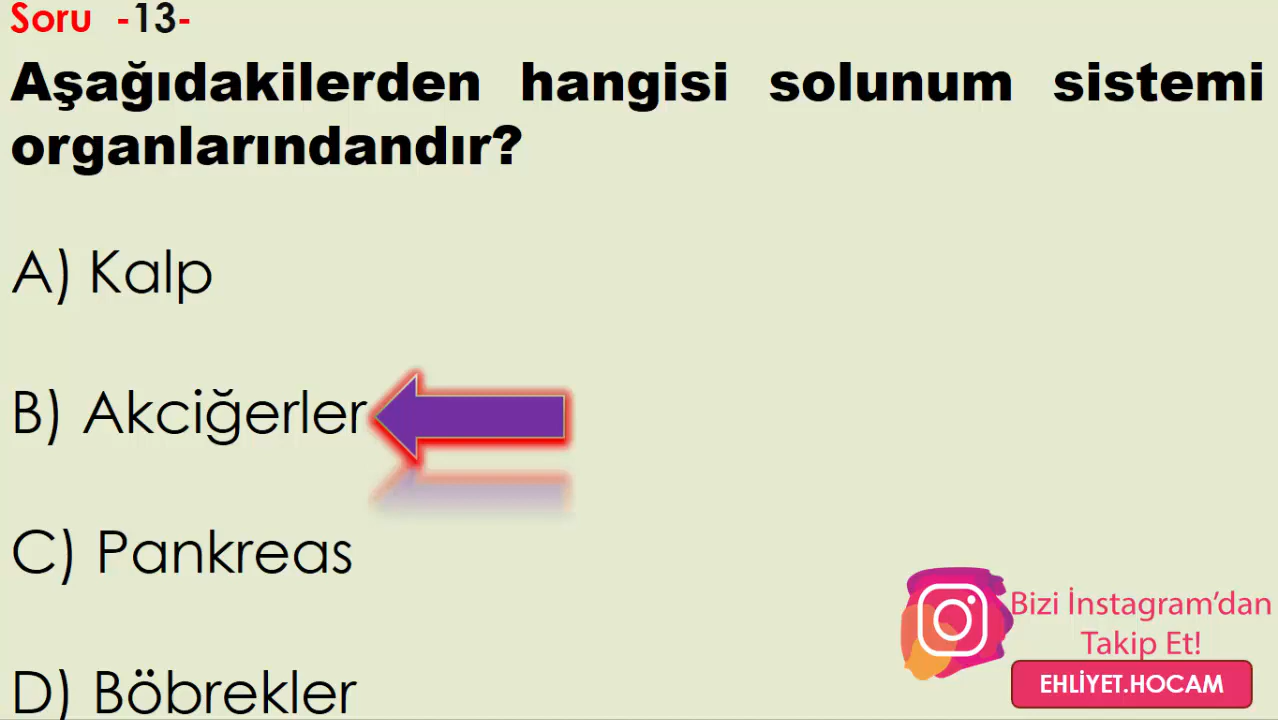 Soru -13-
Aşağıdakilerden hangisi solunum sistemi
organlarındandır?
A) Kalp
B) Akciğerler
C) Pankreas
D) Böbrekler
Bizi İnstagram’dan
Takip Et!
EHLİYET.HOCAM